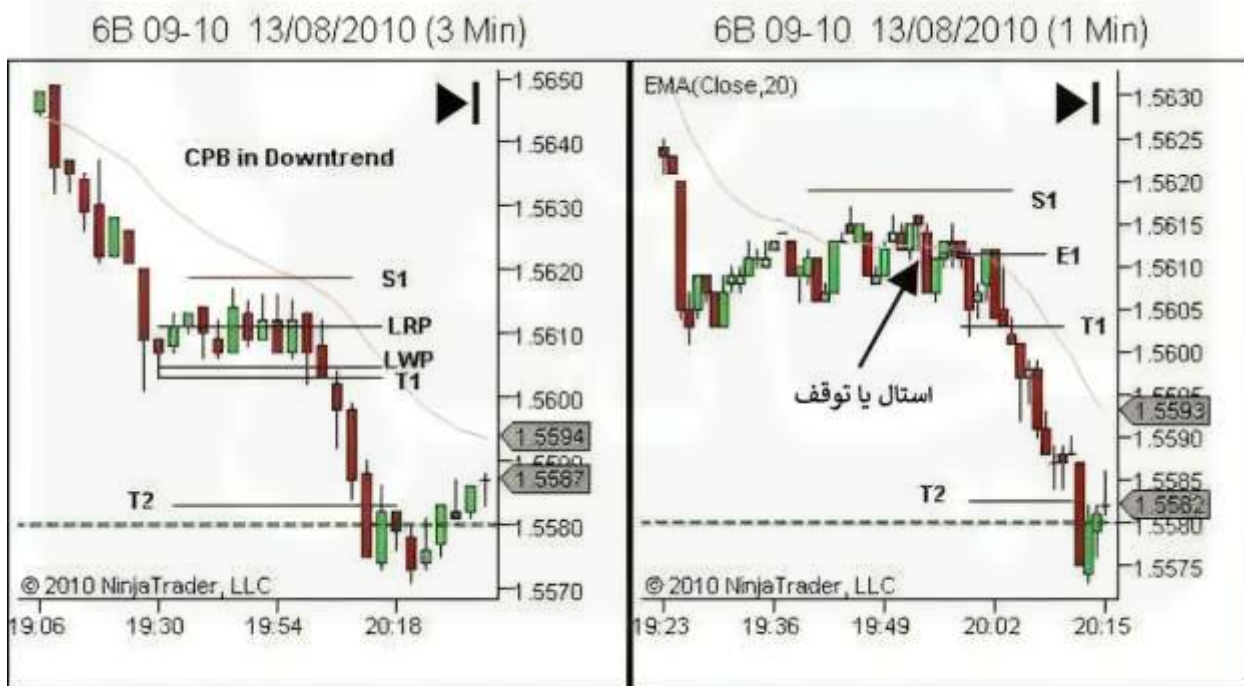 6B 09-10 13/08/2010 (3 Min)
CPB in Downtrend
S1
LRP
LWP
T1
T2
1.5650
1.5640
1.5630
1.5620
1.5610
1.5600
1.5594
1.5590
1.5587
1.5580
1.5570
© 2010 NinjaTrader, LLC
19:06 19:30 19:54 20:18
6B 09-10 13/08/2010 (1 Min)
EMA(Close,20)
S1
E1
T1
استال یا توقف
T2
1.5630
1.5625
1.5620
1.5615
1.5610
1.5605
1.5600
1.5595
1.5593
1.5590
1.5585
1.5582
1.5580
1.5575
© 2010 NinjaTrader, LLC
19:23 19:36 19:49 20:02 20:15